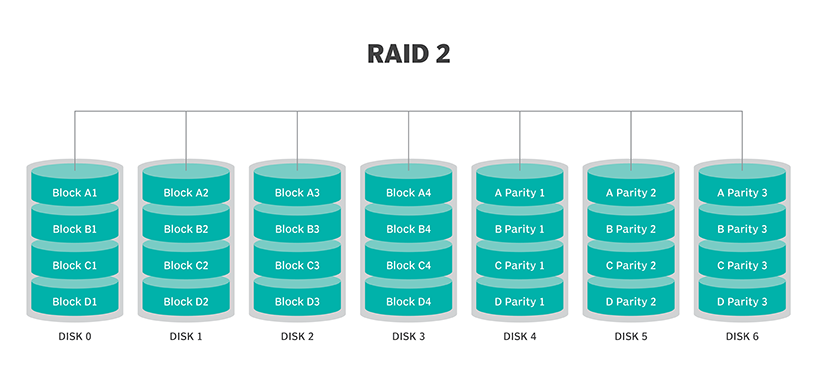 RAID 2
Block A1 Block A2 Block A3 Block A4 A Parity 1 A Parity 2 A Parity 3
Block B1 Block B2 Block B3 Block B4 B Parity 1 B Parity 2 B Parity 3
Block C1 Block C2 Block C3 Block C4 C Parity 1 C Parity 2 C Parity 3
Block D1 Block D2 Block D3 Block D4 D Parity 1 D Parity 2 D Parity 3
DISK 0 DISK 1 DISK 2 DISK 3 DISK 4 DISK 5 DISK 6